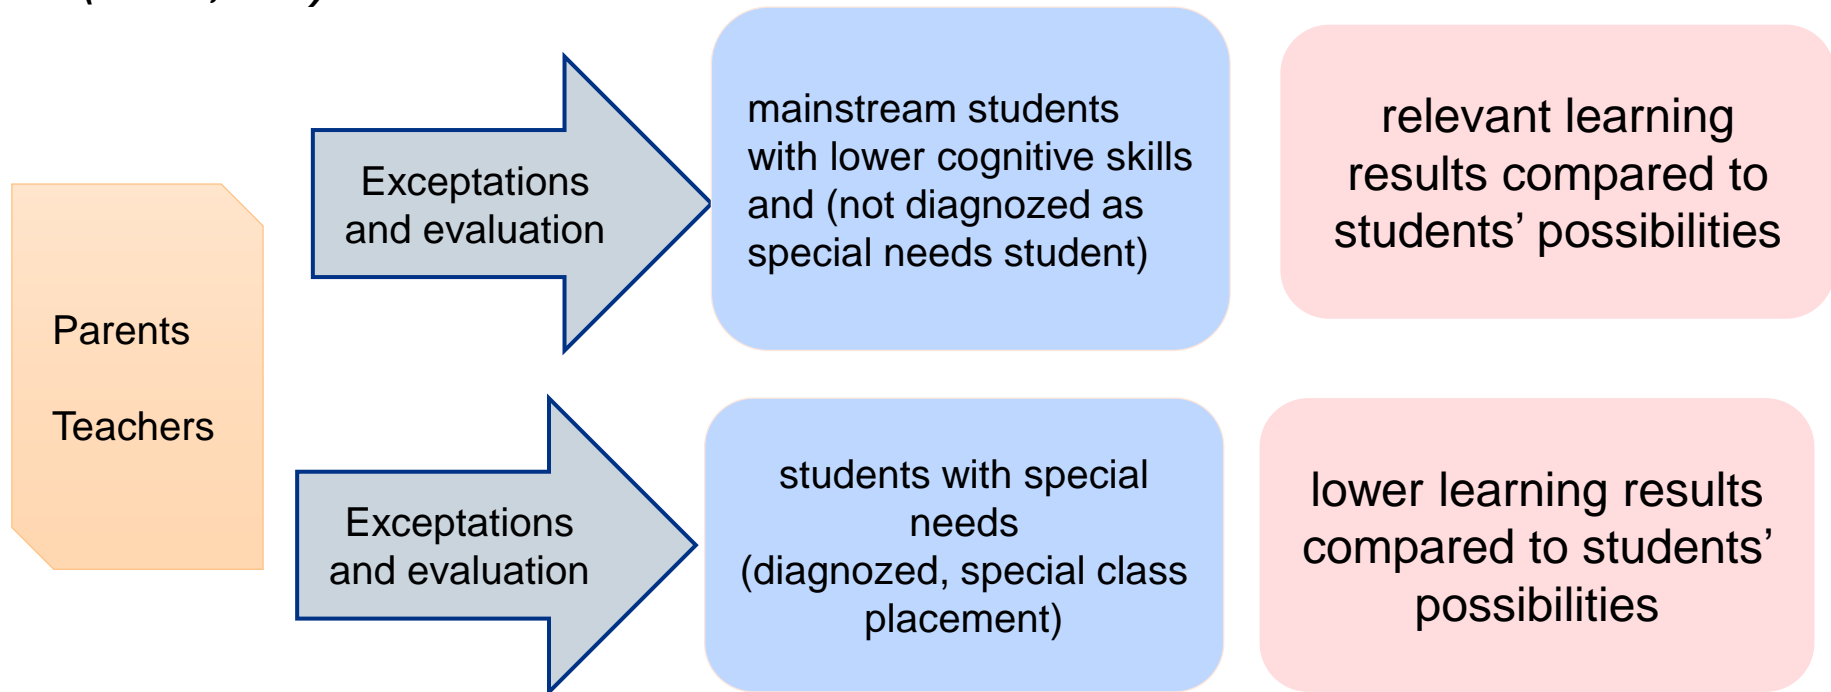 Parents
Teachers
Exceptations
and evaluation
mainstream students
with lower cognitive skills
and (not diagnozed as
special needs student)
relevant learning
results compared to
students’ possibilities
Exceptations
and evaluation
students with special
needs
(diagnozed, special class
placement)
lower learning results
compared to students’
possibilities